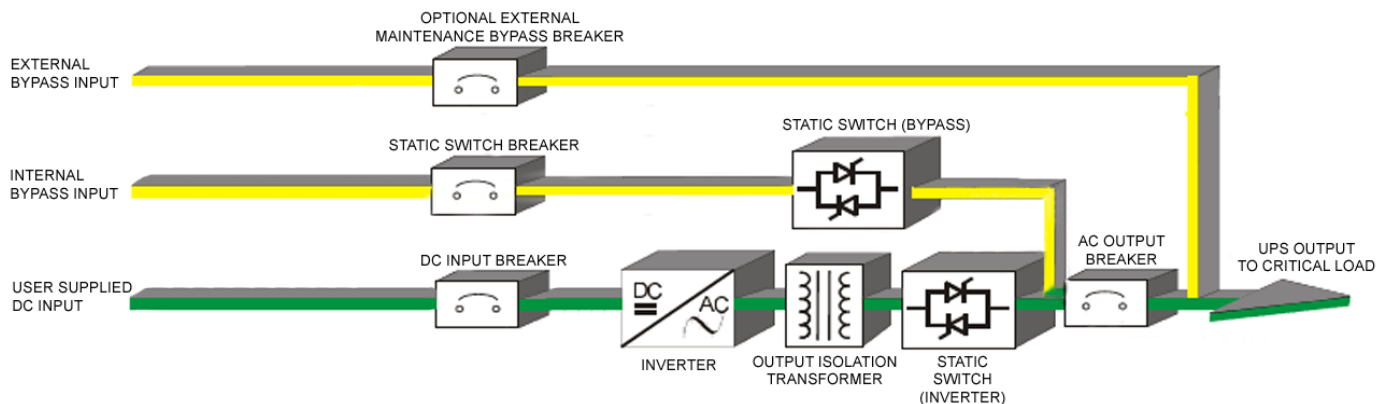 OPTIONAL EXTERNAL
MAINTENANCE BYPASS BREAKER
EXTERNAL
BYPASS INPUT
STATIC SWITCH BREAKER
STATIC SWITCH (BYPASS)
INTERNAL
BYPASS INPUT
DC INPUT BREAKER
AC OUTPUT
BREAKER
UPS OUTPUT
TO CRITICAL LOAD
USER SUPPLIED
DC INPUT
DC
AC
INVERTER
OUTPUT ISOLATION
TRANSFORMER
STATIC
SWITCH
(INVERTER)